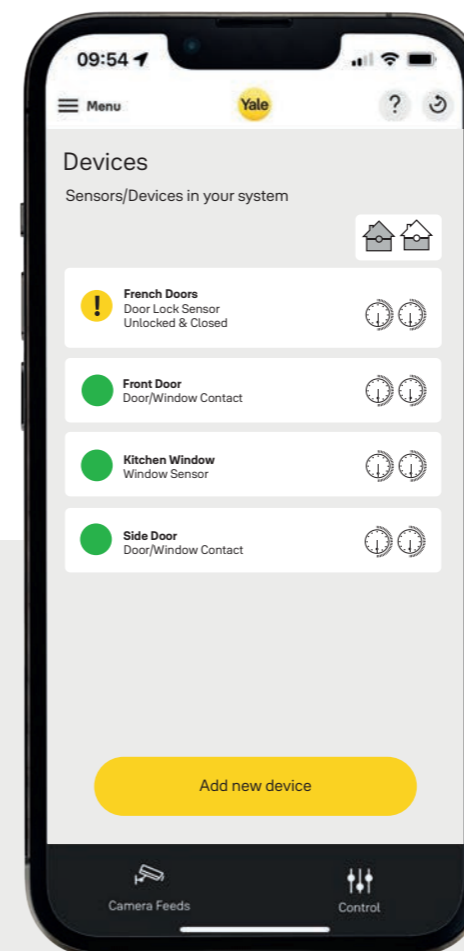 09:54
Menu
Yale
?
Devices
Sensors/Devices in your system
!
French Doors
Door Lock Sensor
Unlocked & Closed
Front Door
Door/Window Contact
Kitchen Window
Window Sensor
Side Door
Door/Window Contact
Add new device
Camera Feeds
Control